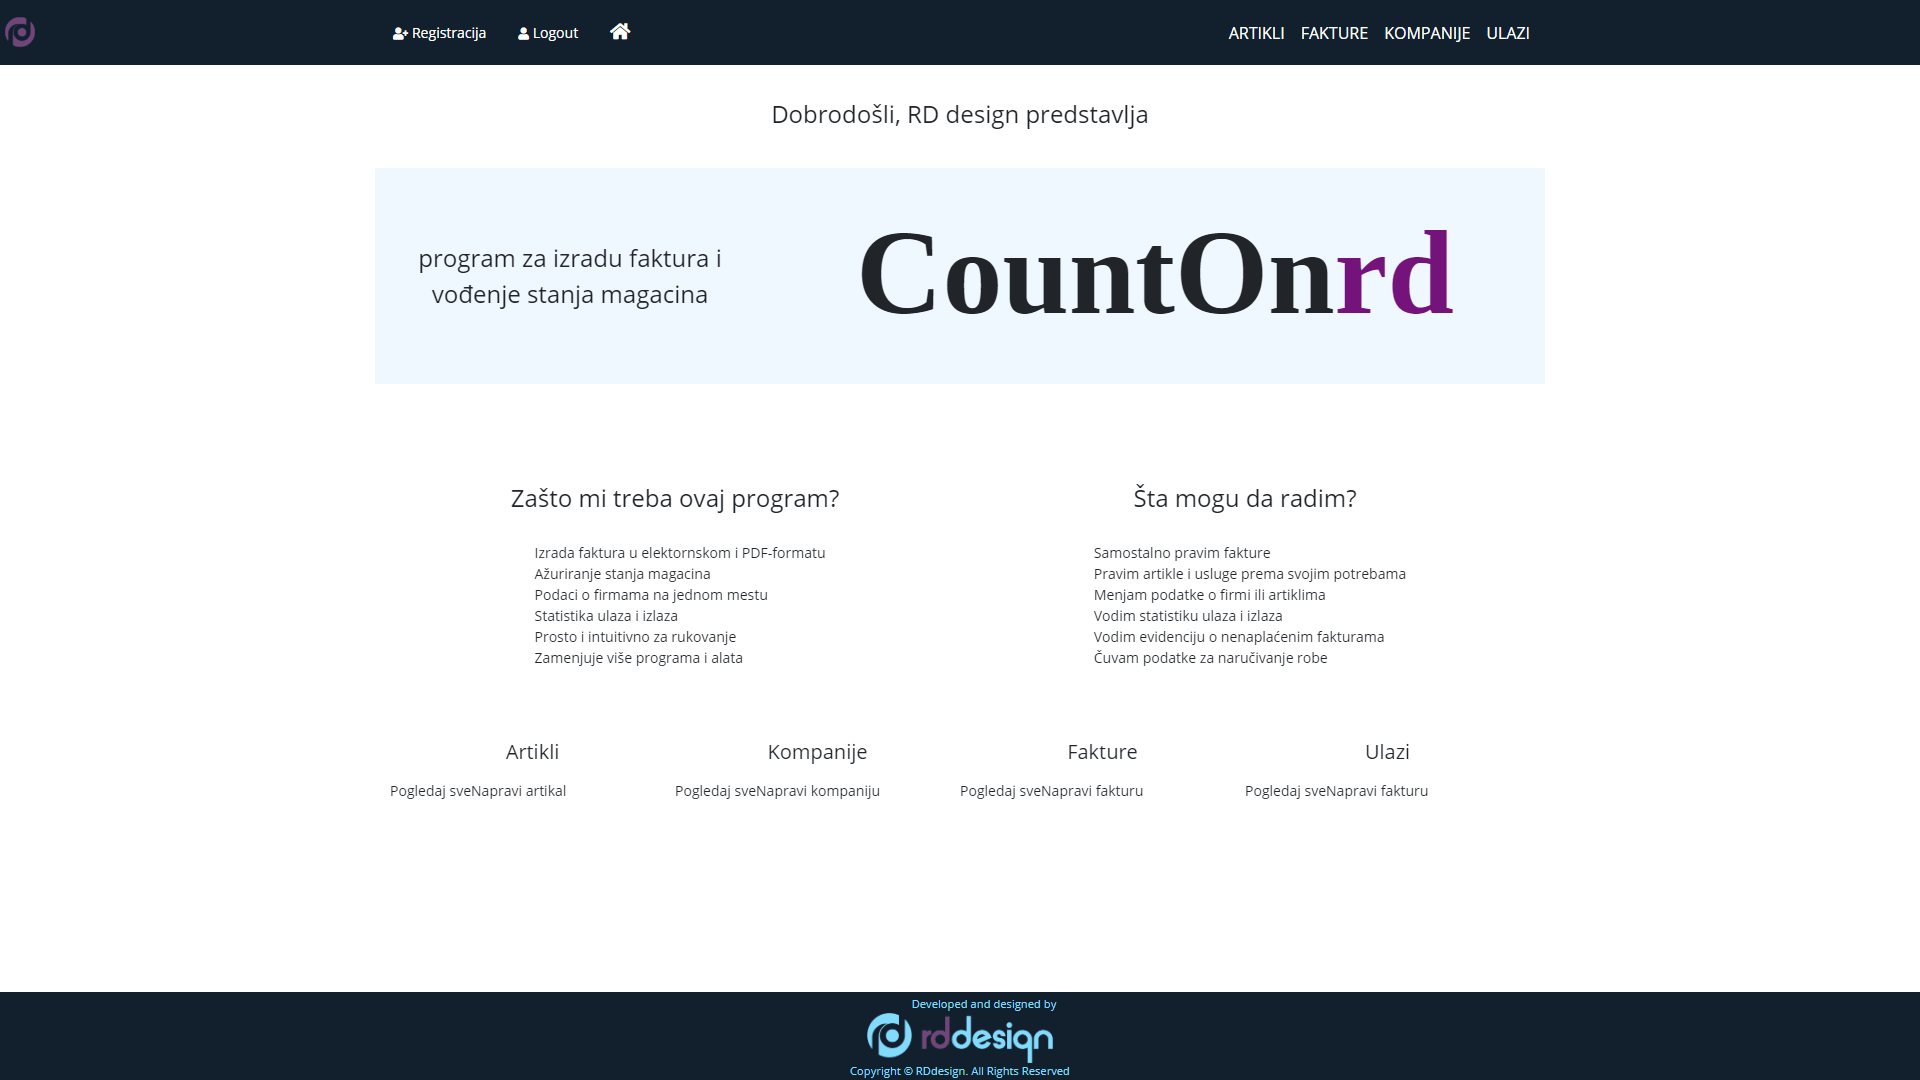 Registracija Logout ARTIKLI FAKTURE KOMPANIJE ULAZI
Dobrodošli, RD design predstavlja
program za izradu faktura i
vođenje stanja magacina
CountOnrd
Zašto mi treba ovaj program?
Izrada faktura u elektornskom i PDF-formatu
Ažuriranje stanja magacina
Podaci o firmama na jednom mestu
Statistika ulaza i izlaza
Prosto i intuitivno za rukovanje
Zamenjuje više programa i alata
Šta mogu da radim?
Samostalno pravim fakture
Pravim artikle i usluge prema svojim potrebama
Menjam podatke o firmi ili artiklima
Vodim statistiku ulaza i izlaza
Vodim evidenciju o nenaplaćenim fakturama
Čuvam podatke za naručivanje robe
Artikli
Pogledaj sveNapravi artikal
Kompanije
Pogledaj sveNapravi kompaniju
Fakture
Pogledaj sveNapravi fakturu
Ulazi
Pogledaj sveNapravi fakturu
Developed and designed by
rddesign
Copyright © RDdesign. All Rights Reserved